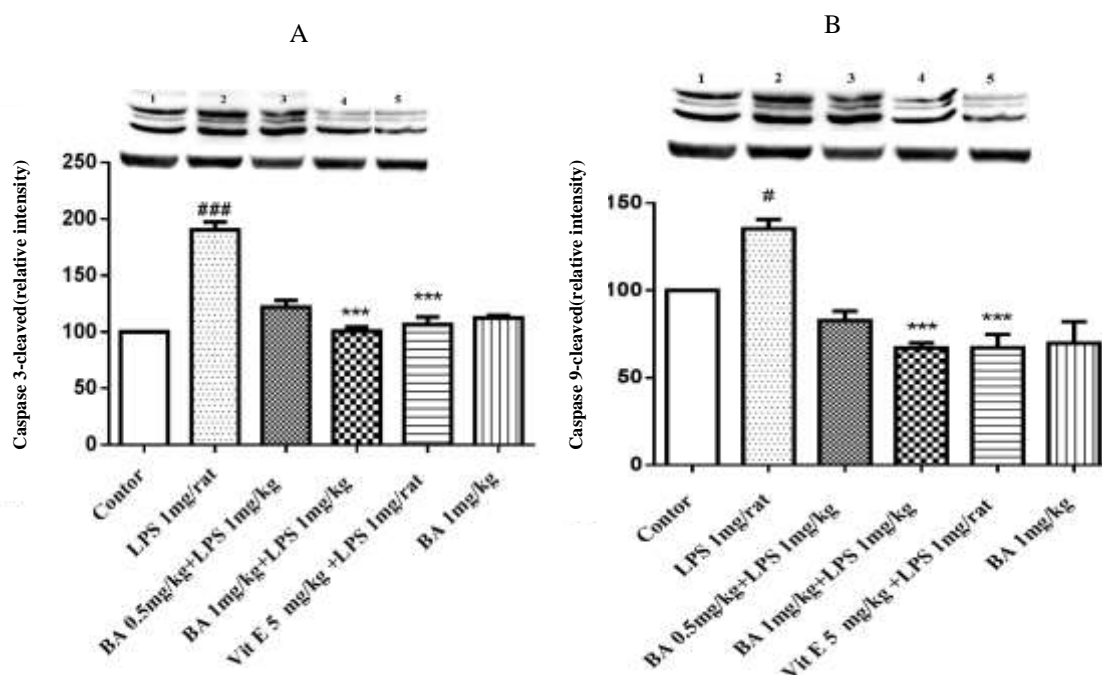 A
1 2 3 4 5
Caspase 3-cleaved(relative intensity)
250
200
150
100
50
0
###
***
***
Contor
LPS 1mg/rat
BA 0.5mg/kg+LPS 1mg/kg
BA 1mg/kg+LPS 1mg/kg
Vit E 5 mg/kg +LPS 1mg/rat
BA 1mg/kg
B
1 2 3 4 5
Caspase 9-cleaved(relative intensity)
150
100
50
0
#
***
***
Contor
LPS 1mg/rat
BA 0.5mg/kg+LPS 1mg/kg
BA 1mg/kg+LPS 1mg/kg
Vit E 5 mg/kg +LPS 1mg/rat
BA 1mg/kg